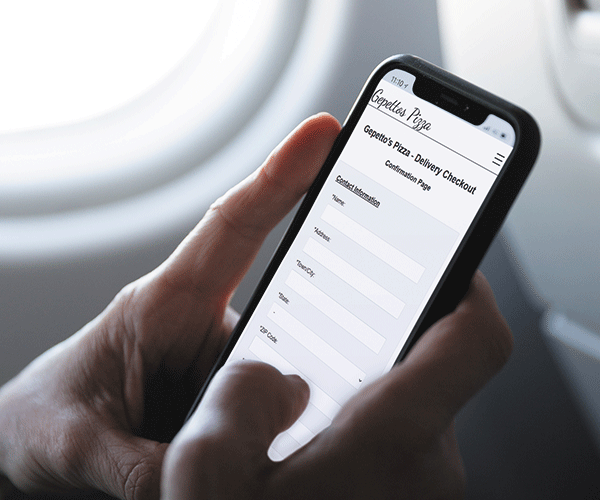 11:10
Gepettos Pizza
Gepetto's Pizza - Delivery Checkout
Confirmation Page
Contact Information
*Name:
*Address:
*Town/City:
*State:
-
*ZIP Code: